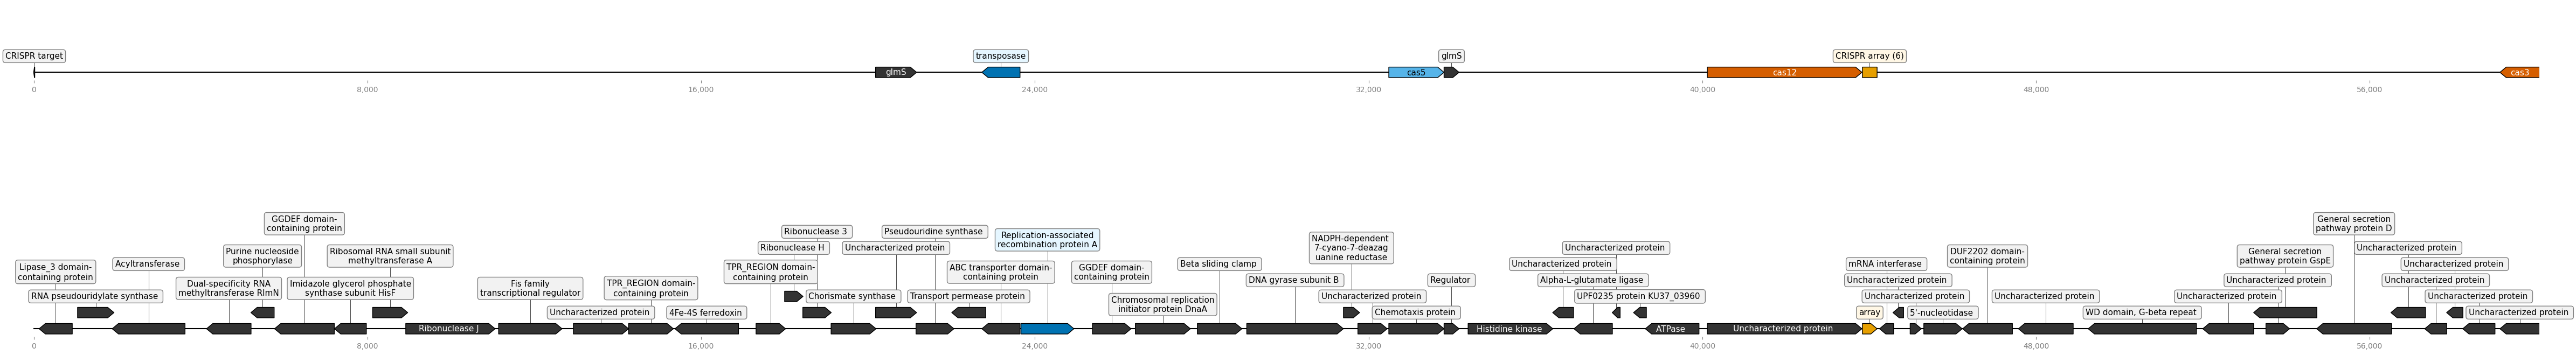 CRISPR target
transposase
glmS
CRISPR array (6)
glmS
cas5
cas12
cas3
0
8,000
16,000
24,000
32,000
40,000
48,000
56,000
GGDEF domain-
containing protein
General secretion
pathway protein D
Ribonuclease 3
Pseudouridine synthase
Replication-associated
recombination protein A
NADPH-dependent
7-cyano-7-deazag
uanine reductase
Purine nucleoside
phosphorylase
Ribosomal RNA small subunit
methyltransferase A
Ribonuclease H
Uncharacterized protein
Uncharacterized protein
DUF2202 domain-
containing protein
General secretion
pathway protein GspE
Uncharacterized protein
Lipase_3 domain-
containing protein
Acyltransferase
TPR_REGION domain-
containing protein
ABC transporter domain-
containing protein
GGDEF domain-
containing protein
Beta sliding clamp
Uncharacterized protein
mRNA interferase
Uncharacterized protein
Dual-specificity RNA
methyltransferase RlmN
Imidazole glycerol phosphate
synthase subunit HisF
Fis family
transcriptional regulator
TPR_REGION domain-
containing protein
DNA gyrase subunit B
Regulator
Alpha-L-glutamate ligase
Uncharacterized protein
Uncharacterized protein
Uncharacterized protein
RNA pseudouridylate synthase
Chorismate synthase
Transport permease protein
Chromosomal replication
initiator protein DnaA
Uncharacterized protein
UPF0235 protein KU37_03960
Uncharacterized protein
Uncharacterized protein
Uncharacterized protein
Uncharacterized protein
Uncharacterized protein
4Fe-4S ferredoxin
Chemotaxis protein
array
5'-nucleotidase
WD domain, G-beta repeat
Uncharacterized protein
Ribonuclease J
Histidine kinase
ATPase
Uncharacterized protein
0
8,000
16,000
24,000
32,000
40,000
48,000
56,000